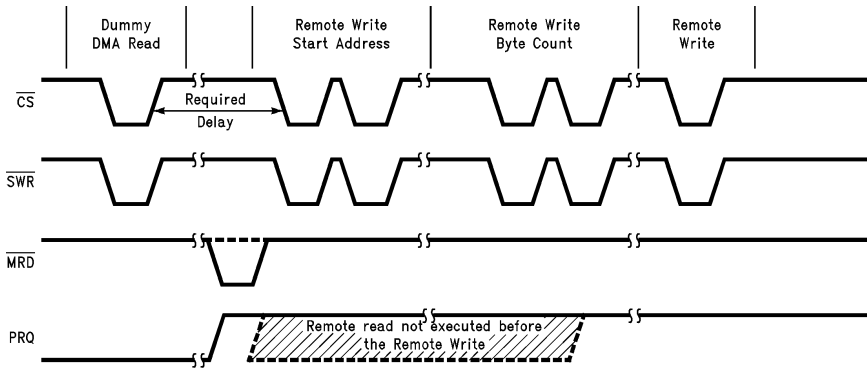 Dummy
DMA Read
Remote Write
Start Address
Remote Write
Byte Count
Remote
Write
CS
Required
Delay
SWR
MRD
PRQ
Remote read not executed before
the Remote Write